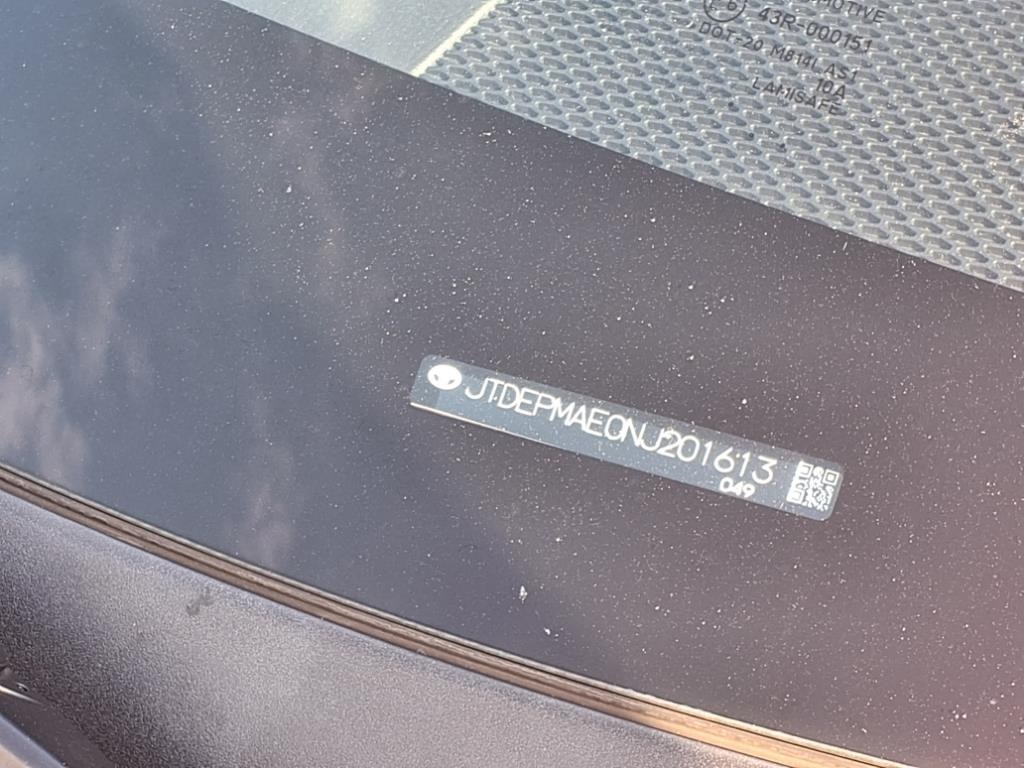 43R-000151
DOT-20 M814L AS1
10A
LAMISAFE
JTDEPMAE0NJ201613
049